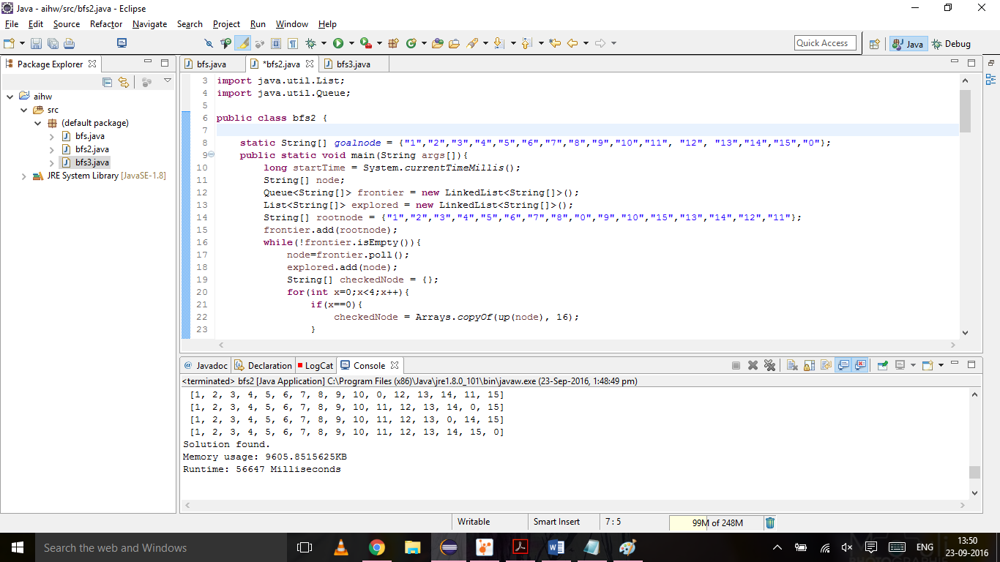 Java - aihw/src/bfs2.java - Eclipse
File Edit Source Refactor Navigate Search Project Run Window Help
Quick Access Java Debug
Package Explorer
aihw
src
(default package)
bfs.java
bfs2.java
bfs3.java
JRE System Library [JavaSE-1.8]
bfs.java *bfs2.java bfs3.java
3 import java.util.List;
4 import java.util.Queue;
5
6 public class bfs2 {
7
8 static String[] goalnode = {"1","2","3","4","5","6","7","8","9","10","11", "12", "13","14","15","0"};
9 public static void main(String args[]){
10 long startTime = System.currentTimeMillis();
11 String[] node;
12 Queue<String[]> frontier = new LinkedList<String[]>();
13 List<String[]> explored = new LinkedList<String[]>();
14 String[] rootnode = {"1","2","3","4","5","6","7","8","0","9","10","15","13","14","12","11"};
15 frontier.add(rootnode);
16 while(!frontier.isEmpty()){
17 node=frontier.poll();
18 explored.add(node);
19 String[] checkedNode = {};
20 for(int x=0;x<4;x++){
21 if(x==0){
22 checkedNode = Arrays.copyOf(up(node), 16);
23 }
@ Javadoc Declaration LogCat Console
<terminated> bfs2 [Java Application] C:\Program Files (x86)\Java\jre1.8.0_101\bin\javaw.exe (23-Sep-2016, 1:48:49 pm)
[1, 2, 3, 4, 5, 6, 7, 8, 9, 10, 0, 12, 13, 14, 11, 15]
[1, 2, 3, 4, 5, 6, 7, 8, 9, 10, 11, 12, 13, 14, 0, 15]
[1, 2, 3, 4, 5, 6, 7, 8, 9, 10, 11, 12, 13, 0, 14, 15]
[1, 2, 3, 4, 5, 6, 7, 8, 9, 10, 11, 12, 13, 14, 15, 0]
Solution found.
Memory usage: 9605.8515625KB
Runtime: 56647 Milliseconds
Writable Smart Insert 7 : 5 99M of 248M
Search the web and Windows
ENG
13:50
23-09-2016